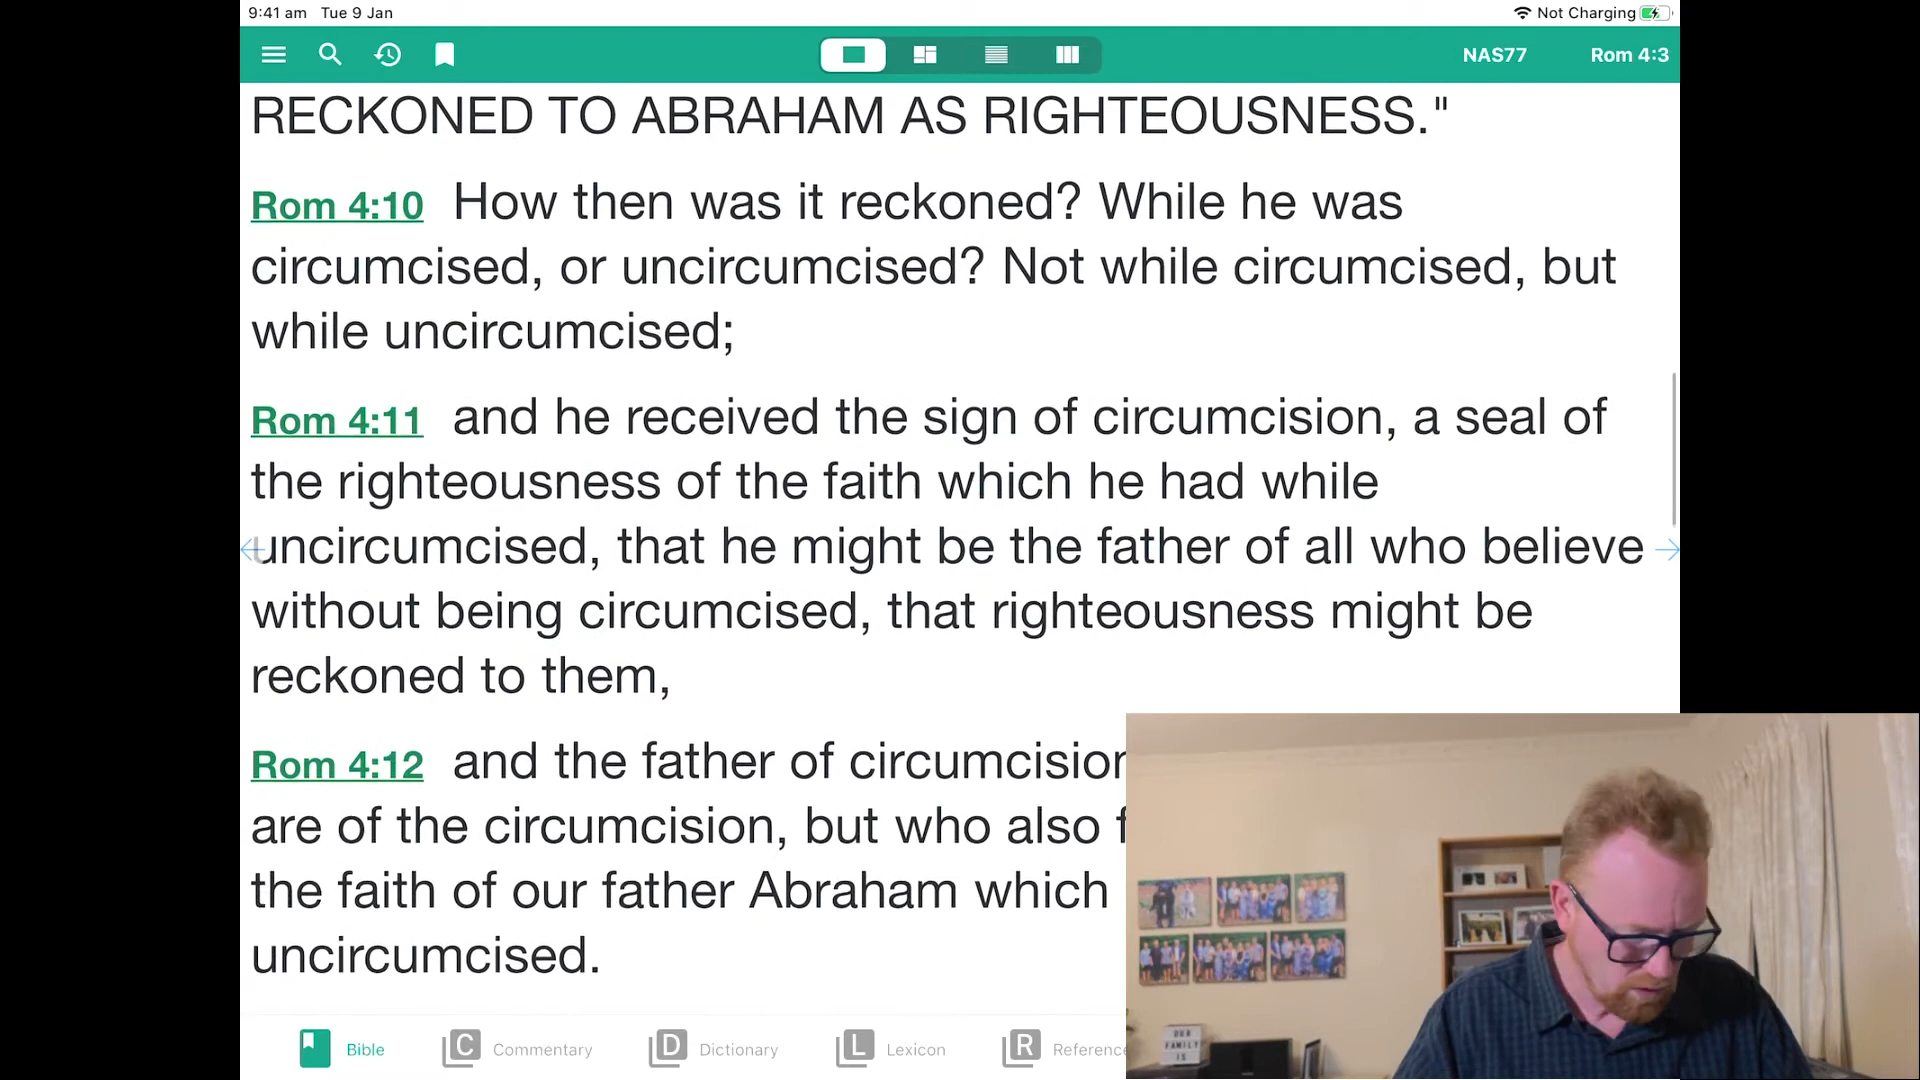 9:41 am Tue 9 Jan Not Charging
NAS77 Rom 4:3
RECKONED TO ABRAHAM AS RIGHTEOUSNESS."
Rom 4:10 How then was it reckoned? While he was
circumcised, or uncircumcised? Not while circumcised, but
while uncircumcised;
Rom 4:11 and he received the sign of circumcision, a seal of
the righteousness of the faith which he had while
uncircumcised, that he might be the father of all who believe
without being circumcised, that righteousness might be
reckoned to them,
Rom 4:12 and the father of
are of the circumcision, but who also
the faith of our father Abraham which
uncircumcised.
Bible C Commentary D Dictionary L Lexicon R
OUR
FAMILY
IS